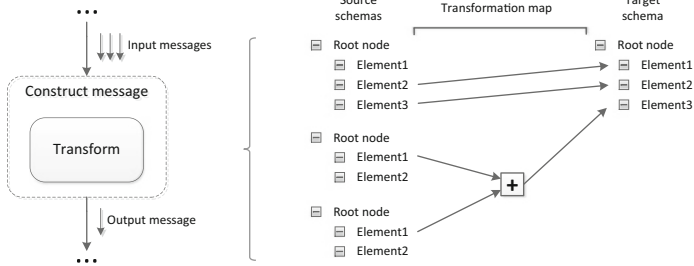 ...
Input messages
Construct message
Transform
Output message
...
Source
schemas
Transformation map
Target
schema
Root node
Element1
Element2
Element3
Root node
Element1
Element2
Root node
Element1
Element2
+
Root node
Element1
Element2
Element3